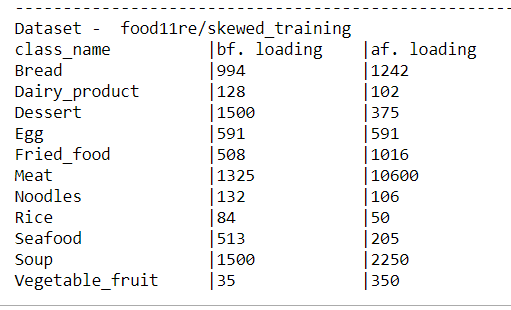 Dataset -  food11re/skewed_training
class_name          |bf. loading    |af. loading
Bread               |994            |1242
Dairy_product       |128            |102
Dessert             |1500           |375
Egg                 |591            |591
Fried_food          |508            |1016
Meat                |1325           |10600
Noodles             |132            |106
Rice                |84             |50
Seafood             |513            |205
Soup                |1500           |2250
Vegetable_fruit     |35             |350